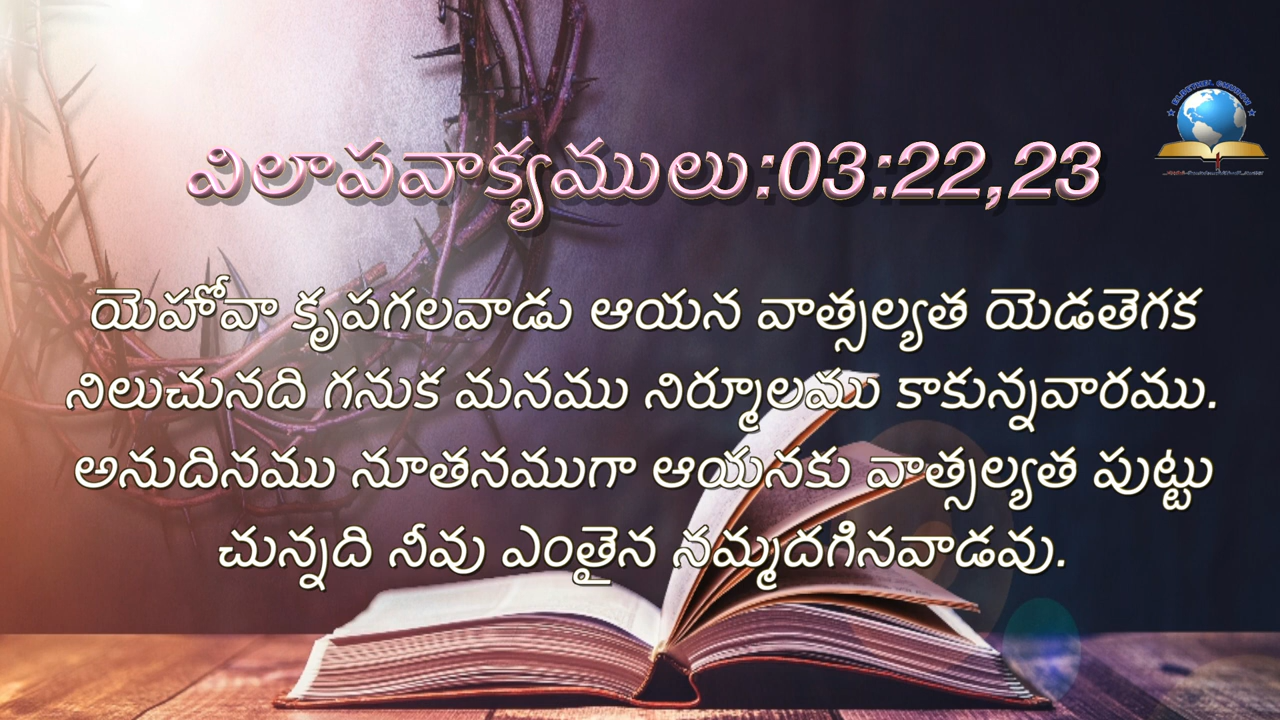 విలాపవాక్యములు:03:22,23
యెహోవా కృపగలవాడు ఆయన వాత్సల్యత యెడతెగక
నిలుచునది గనుక మనము నిర్మూలము కాకున్నవారము.
అనుదినము నూతనముగా ఆయనకు వాత్సల్యత పుట్టు
చున్నది నీవు ఎంతైన నమ్మదగినవాడవు.